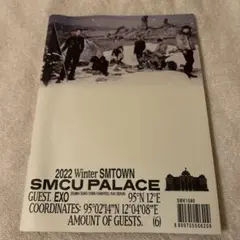 2022 Winter SMTOWN
SMCU PALACE
GUEST. EXO
95°N 12°E
COORDINATES: 95°02'14"N 12°04'08"E
AMOUNT OF GUESTS. (6)